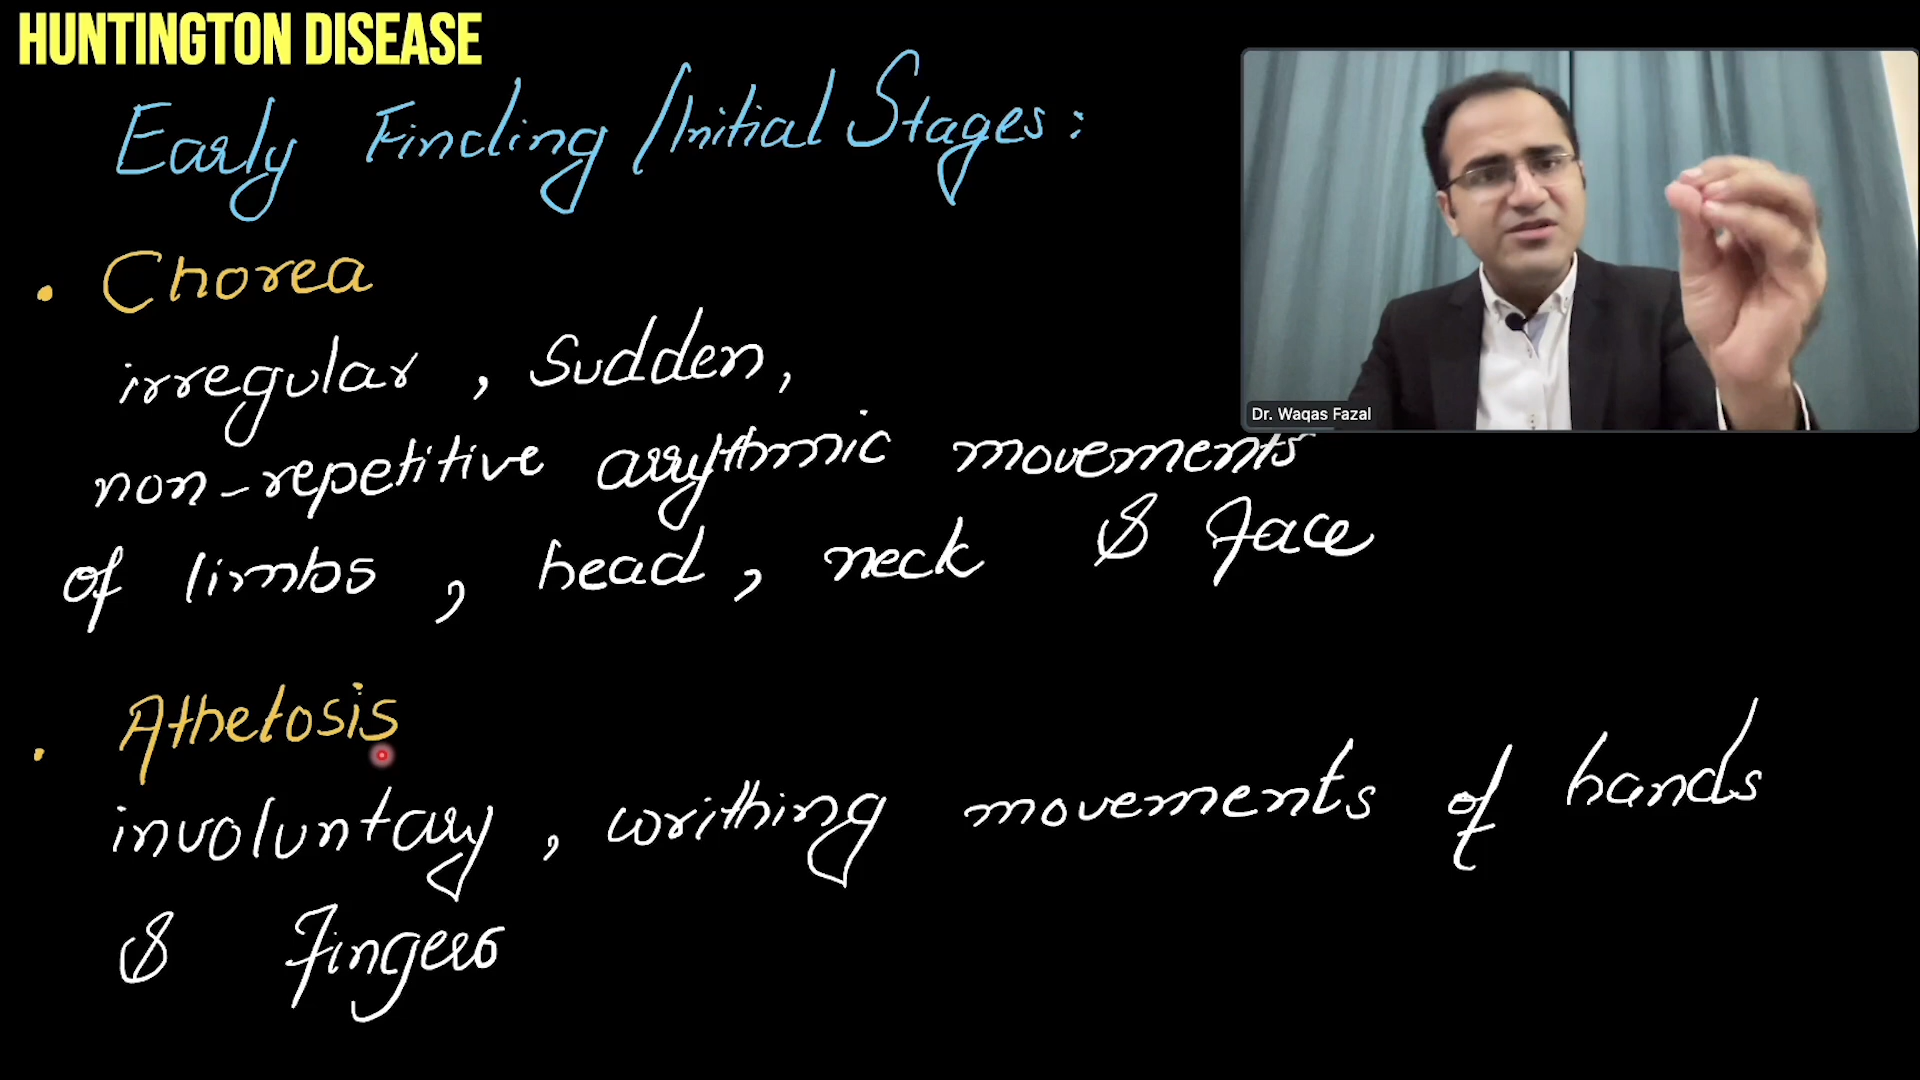 HUNTINGTON DISEASE
Early Finding /Initial Stages:
• Chorea
irregular, Sudden,
non-repetitive arrythmic movements
of limbs, head, neck & Face
• Athetosis
involuntary, writhing movements of hands
& Fingers
Dr. Waqas Fazal